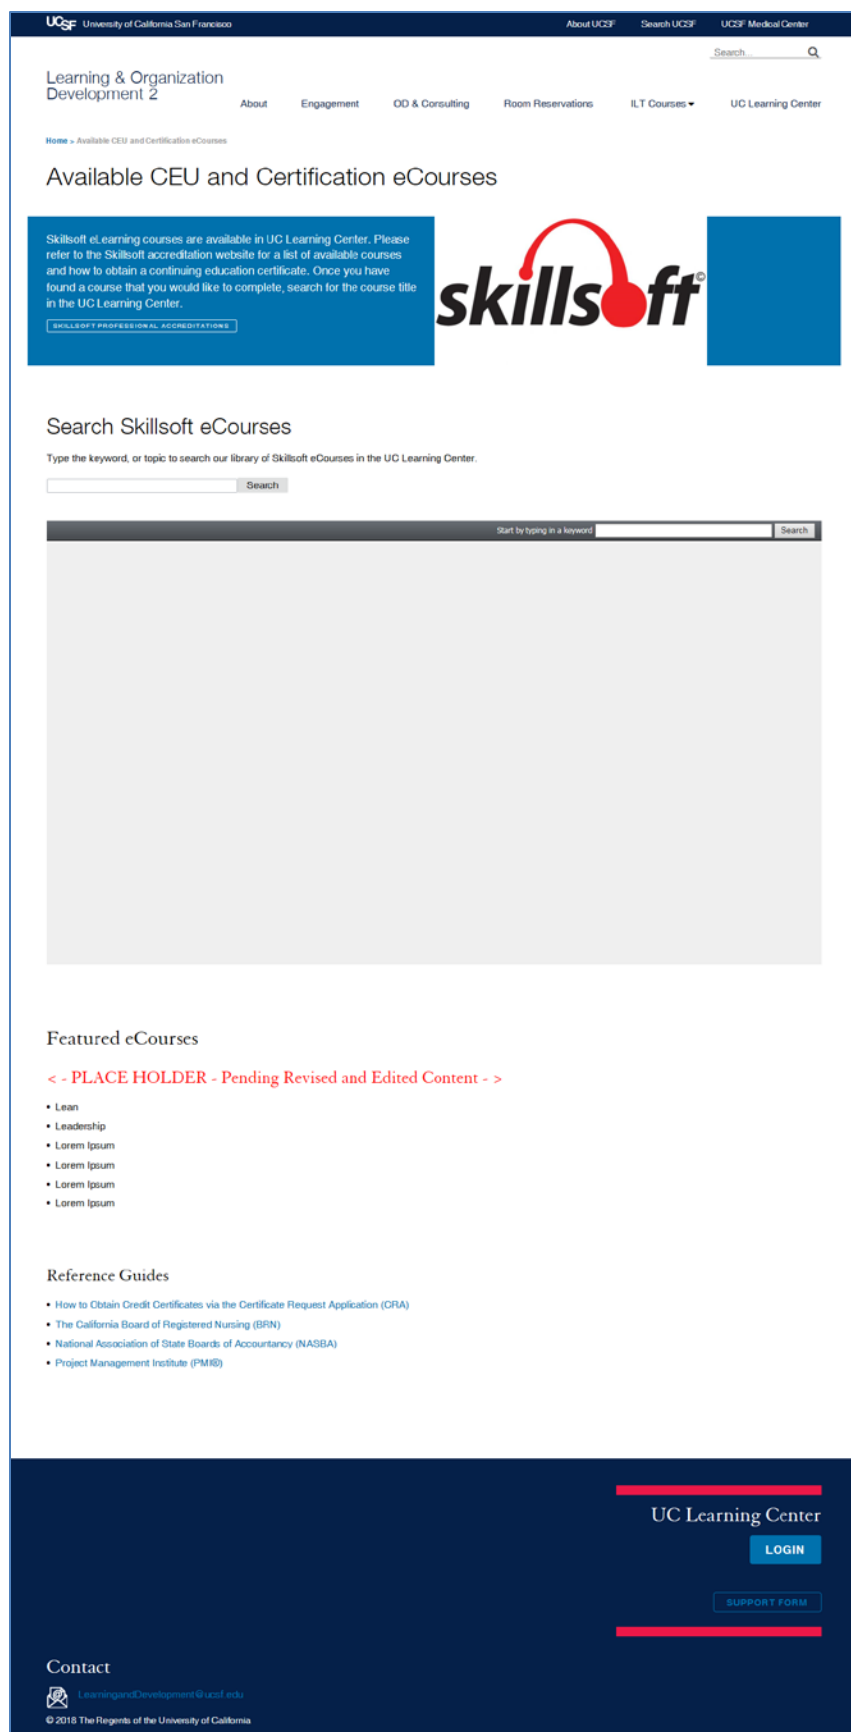 UCSF University of California San Francisco
About UCSF Search UCSF UCSF Medical Center
Search...
Learning & Organization
Development 2
About Engagement OD & Consulting Room Reservations ILT Courses UC Learning Center
Home > Available CEU and Certification eCourses
Available CEU and Certification eCourses
Skillsoft eLearning courses are available in UC Learning Center. Please
refer to the Skillsoft accreditation website for a list of available courses
and how to obtain a continuing education certificate. Once you have
found a course that you would like to complete, search for the course title
in the UC Learning Center.
SKILLSOFT PROFESSIONAL ACCREDITATIONS
skillsoft©
Search Skillsoft eCourses
Type the keyword, or topic to search our library of Skillsoft eCourses in the UC Learning Center.
Search
Start by typing in a keyword Search
Featured eCourses
< - PLACE HOLDER - Pending Revised and Edited Content - >
• Lean
• Leadership
• Lorem Ipsum
• Lorem Ipsum
• Lorem Ipsum
• Lorem Ipsum
Reference Guides
• How to Obtain Credit Certificates via the Certificate Request Application (CRA)
• The California Board of Registered Nursing (BRN)
• National Association of State Boards of Accountancy (NASBA)
• Project Management Institute (PMI®)
UC Learning Center
LOGIN
SUPPORT FORM
Contact
LearningandDevelopment@ucsf.edu
© 2018 The Regents of the University of California